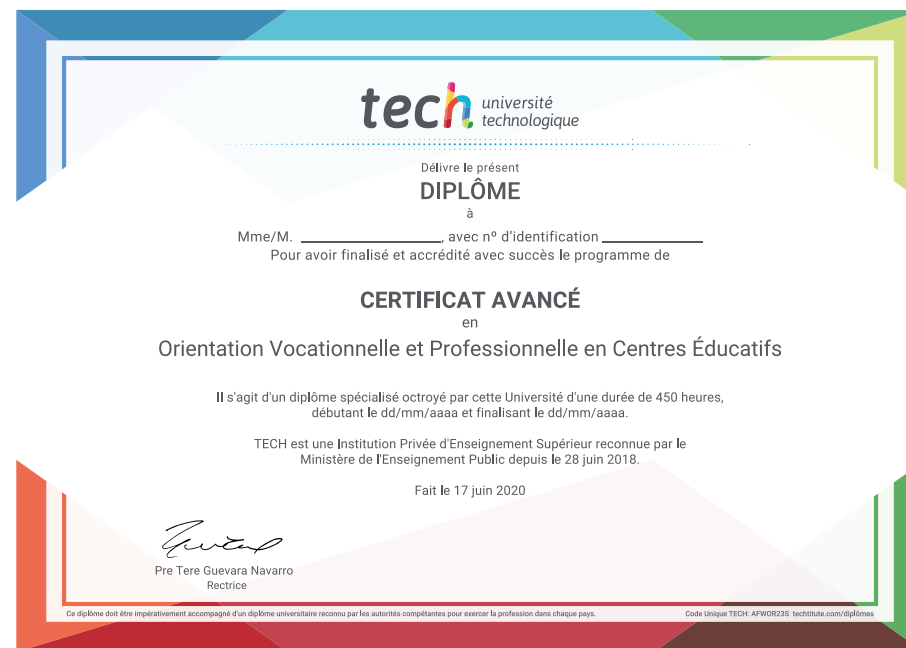 tech université
technologique
Délivre le présent
DIPLÔME
à
Mme/M. ____________________, avec nº d'identification ______________
Pour avoir finalisé et accrédité avec succès le programme de
CERTIFICAT AVANCÉ
en
Orientation Vocationnelle et Professionnelle en Centres Éducatifs
Il s'agit d'un diplôme spécialisé octroyé par cette Université d'une durée de 450 heures,
débutant le dd/mm/aaaa et finalisant le dd/mm/aaaa.
TECH est une Institution Privée d'Enseignement Supérieur reconnue par le
Ministère de l'Enseignement Public depuis le 28 juin 2018.
Fait le 17 juin 2020
Pre Tere Guevara Navarro
Rectrice
Ce diplôme doit être impérativement accompagné d'un diplôme universitaire reconnu par les autorités compétantes pour exercer la profession dans chaque pays.
Code Unique TECH: AFWOR23S techtitute.com/diplômes